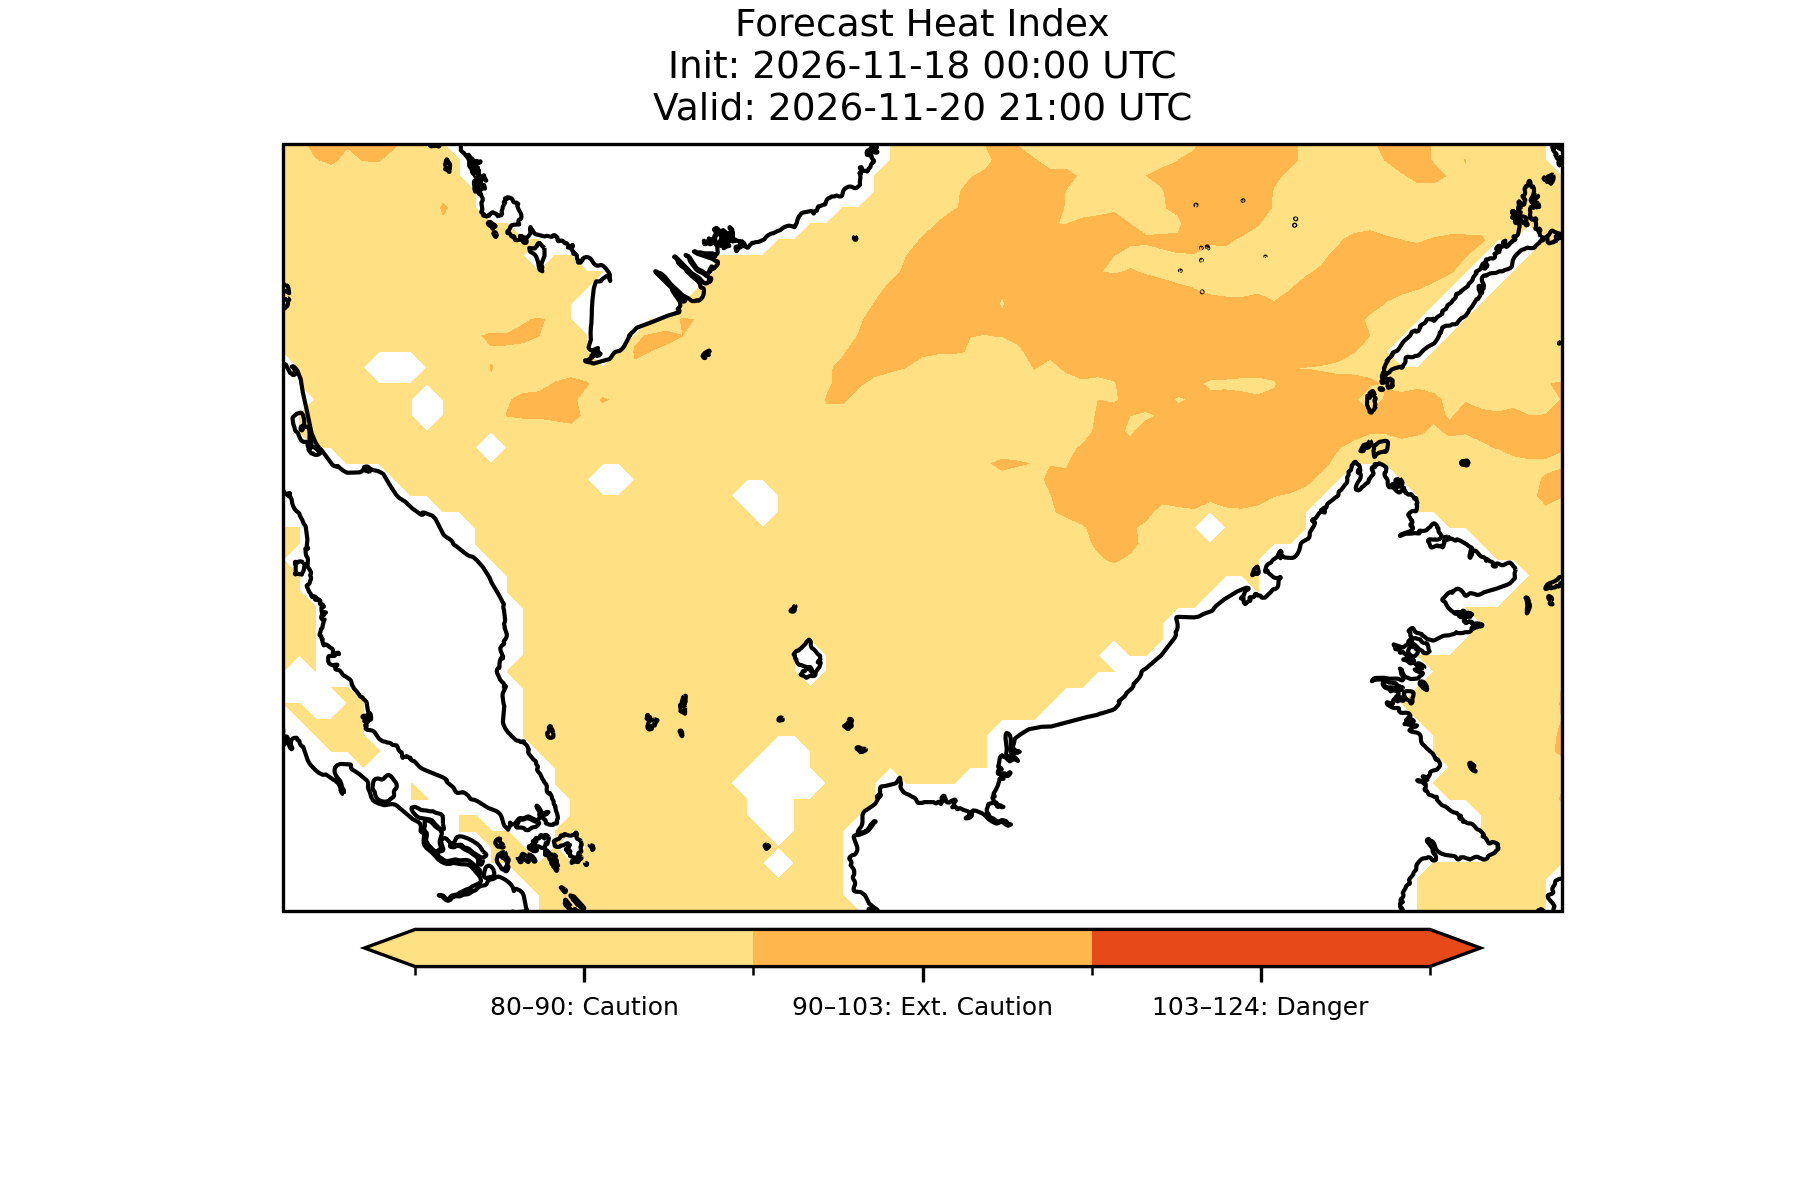 Forecast Heat Index
Init: 2026-11-18 00:00 UTC
Valid: 2026-11-20 21:00 UTC
80–90: Caution
90–103: Ext. Caution
103–124: Danger